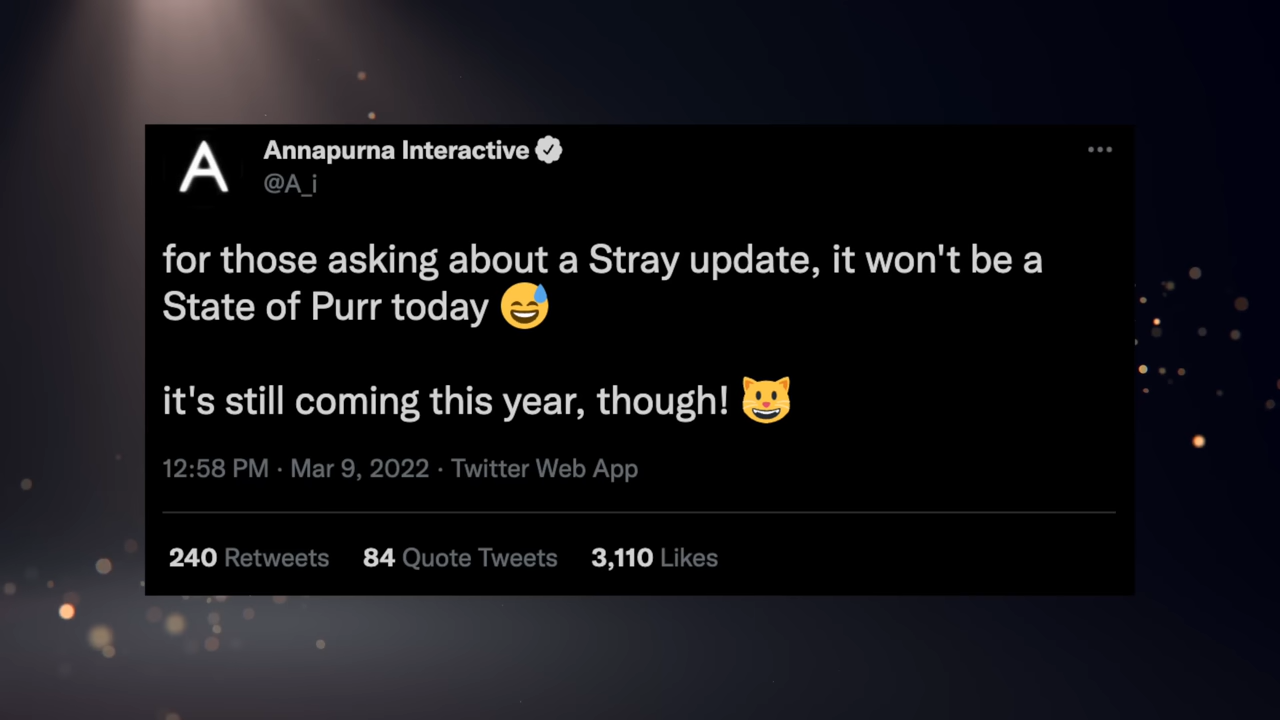 Annapurna Interactive
@A_i
for those asking about a Stray update, it won't be a
State of Purr today 😅
it's still coming this year, though! 😺
12:58 PM · Mar 9, 2022 · Twitter Web App
240 Retweets 84 Quote Tweets 3,110 Likes